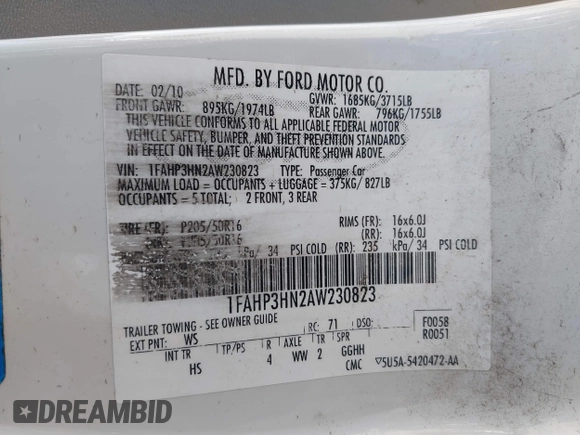 MFD. BY FORD MOTOR CO.
DATE: 02/10 GVWR: 1685KG/3715LB
FRONT GAWR: 895KG/1974LB REAR GAWR: 796KG/1755LB
THIS VEHICLE CONFORMS TO ALL APPLICABLE FEDERAL MOTOR
VEHICLE SAFETY, BUMPER, AND THEFT PREVENTION STANDARDS
IN EFFECT ON THE DATE OF MANUFACTURE SHOWN ABOVE.
VIN: 1FAHP3HN2AW230823 TYPE: Passenger Car
MAXIMUM LOAD = OCCUPANTS + LUGGAGE = 375KG/ 827LB
OCCUPANTS = 5 TOTAL; 2 FRONT, 3 REAR
TIRE (FR): P205/50R16 RIMS (FR): 16x6.0J
P205/50R16 (RR): 16x6.0J
kPa/ 34 PSI COLD (RR): 235 kPa/ 34 PSI COLD
1FAHP3HN2AW230823
TRAILER TOWING - SEE OWNER GUIDE
EXT PNT: WS RC: 71 DSO: F0058
R0051
INT TR TP/PS R AXLE TR SPR
HS 4 WW 2 GGHH
CMC 5U5A-5420472-AA
DREAMBID